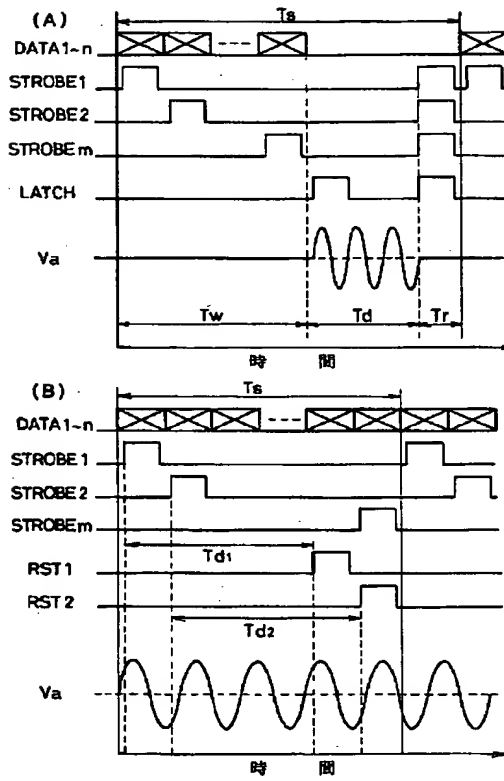 (A)
Ts
DATA1~n
STROBE1
STROBE2
STROBEm
LATCH
Va
Tw
Td
Tr
時 間
(B)
Ts
DATA1~n
STROBE1
STROBE2
STROBEm
Td1
RST1
RST2
Td2
Va
時 間